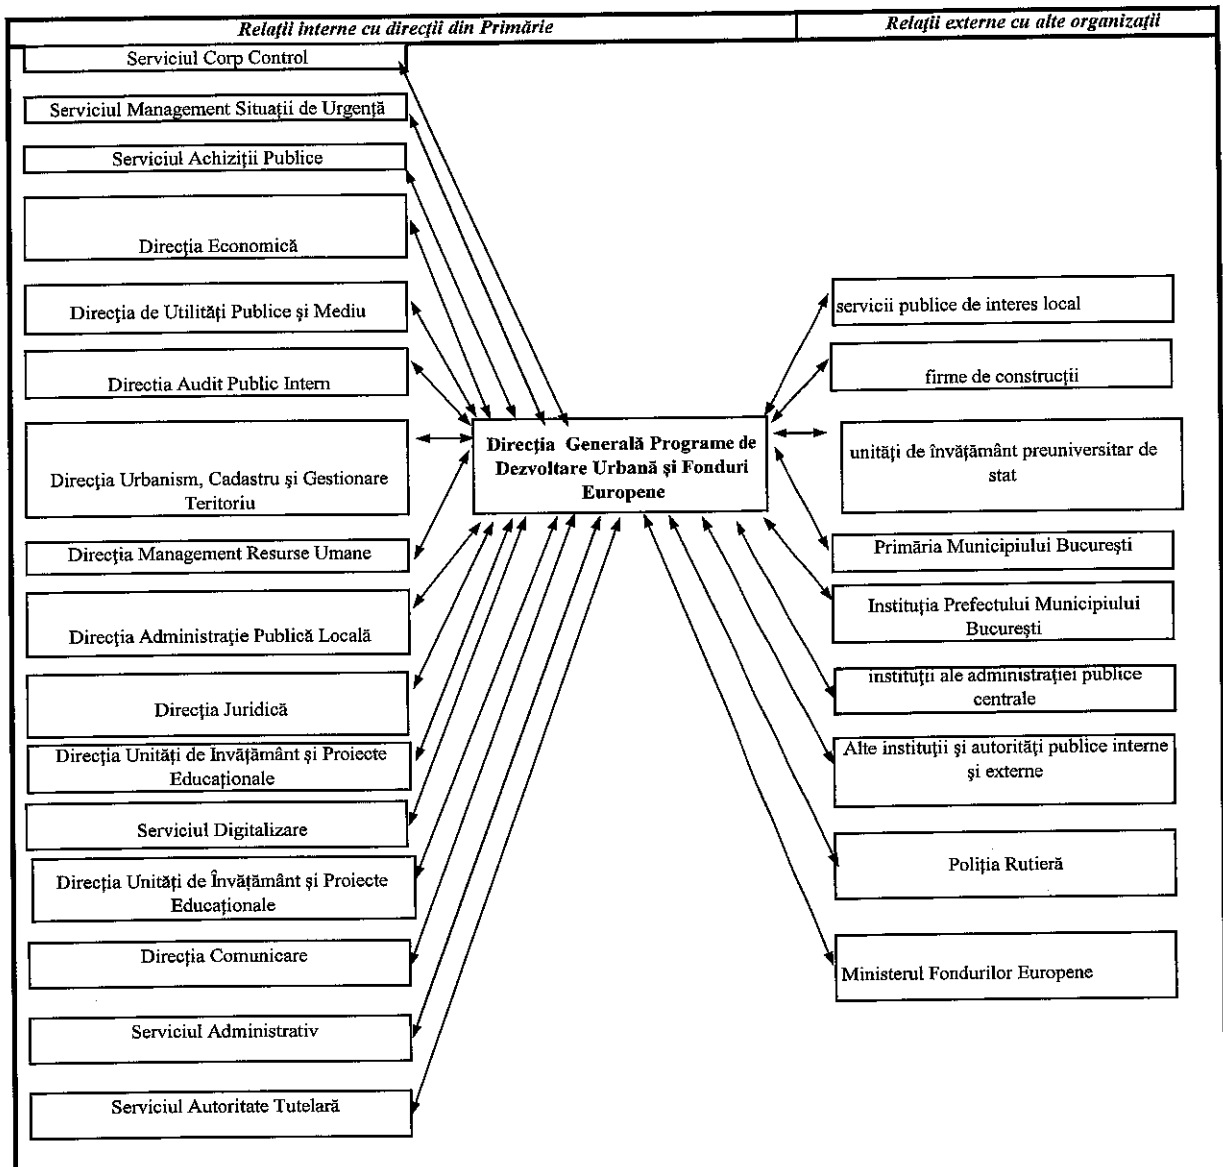 Relații interne cu direcții din Primărie
Relații externe cu alte organizații
Serviciul Corp Control
Serviciul Management Situații de Urgență
Serviciul Achiziții Publice
Direcția Economică
Direcția de Utilități Publice și Mediu
Directia Audit Public Intern
Direcția Urbanism, Cadastru și Gestionare
Teritoriu
Direcția Management Resurse Umane
Direcția Administrație Publică Locală
Direcția Juridică
Direcția Unități de Invățământ și Proiecte
Educaționale
Serviciul Digitalizare
Direcția Unități de Învățământ și Proiecte
Educaționale
Direcția Comunicare
Serviciul Administrativ
Serviciul Autoritate Tutelară
Direcția Generală Programe de
Dezvoltare Urbană și Fonduri
Europene
servicii publice de interes local
firme de construcții
unități de învățământ preuniversitar de
stat
Primăria Municipiului București
Instituția Prefectului Municipiului
București
instituții ale administrației publice
centrale
Alte instituții și autorități publice interne
și externe
Poliția Rutieră
Ministerul Fondurilor Europene